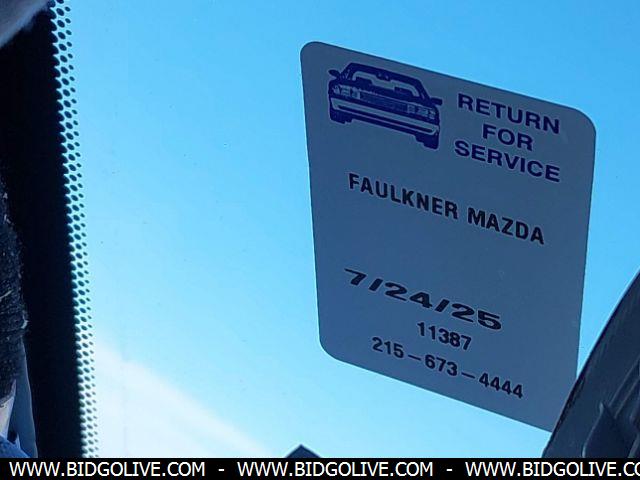 RETURN
FOR
SERVICE
FAULKNER MAZDA
7/24/25
11387
215-673-4444
WWW.BIDGOLIVE.COM - WWW.BIDGOLIVE.COM - WWW.BIDGOLIVE.CO